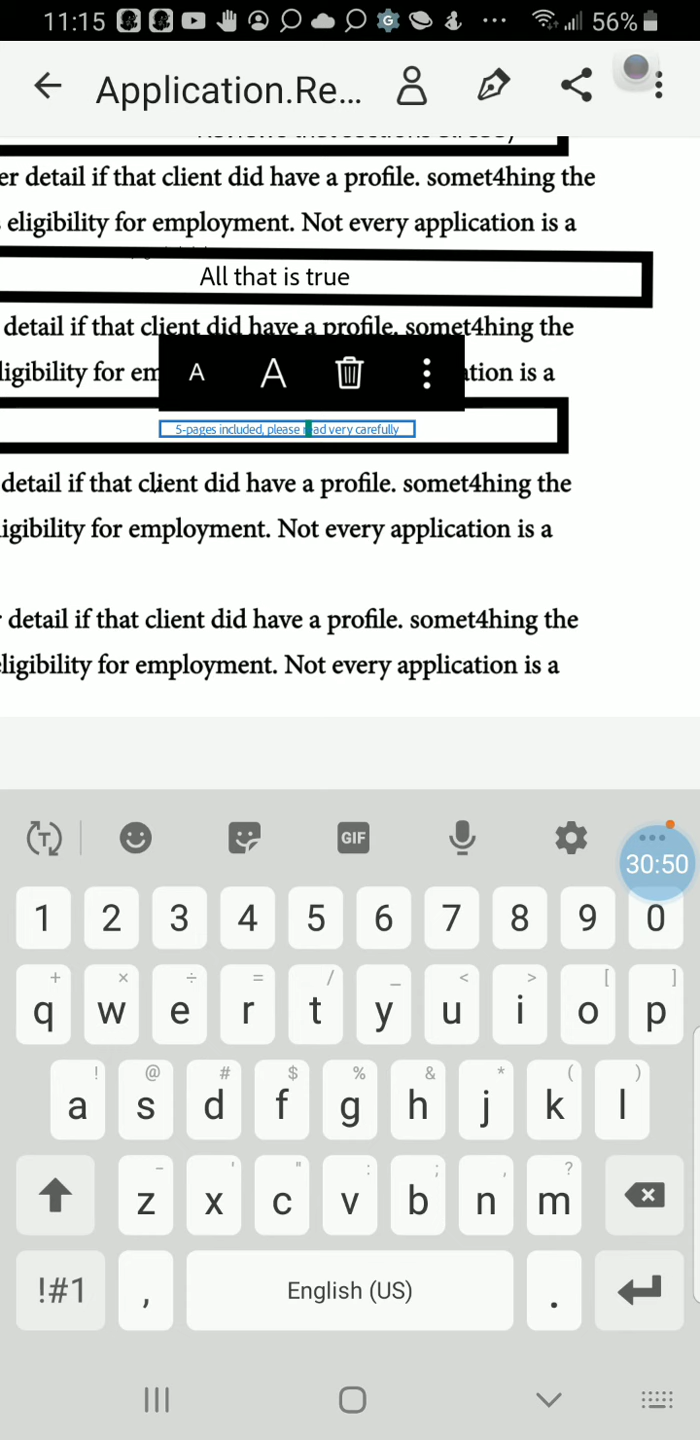 11:15 G 56%
Application.Re...
er detail if that client did have a profile. somet4hing the
eligibility for employment. Not every application is a
All that is true
detail if that client did have a profile. somet4hing the
ligibility for em
tion is a
A A
5-pages included, please read very carefully
detail if that client did have a profile. somet4hing the
igibility for employment. Not every application is a
detail if that client did have a profile. somet4hing the
eligibility for employment. Not every application is a
T GIF
30:50
1 2 3 4 5 6 7 8 9 0
+ × ÷ = / _ < > [ ]
q w e r t y u i o p
! @ # $ % & * ( )
a s d f g h j k l
- ' " : ; , ?
z x c v b n m
!#1 , English (US) .